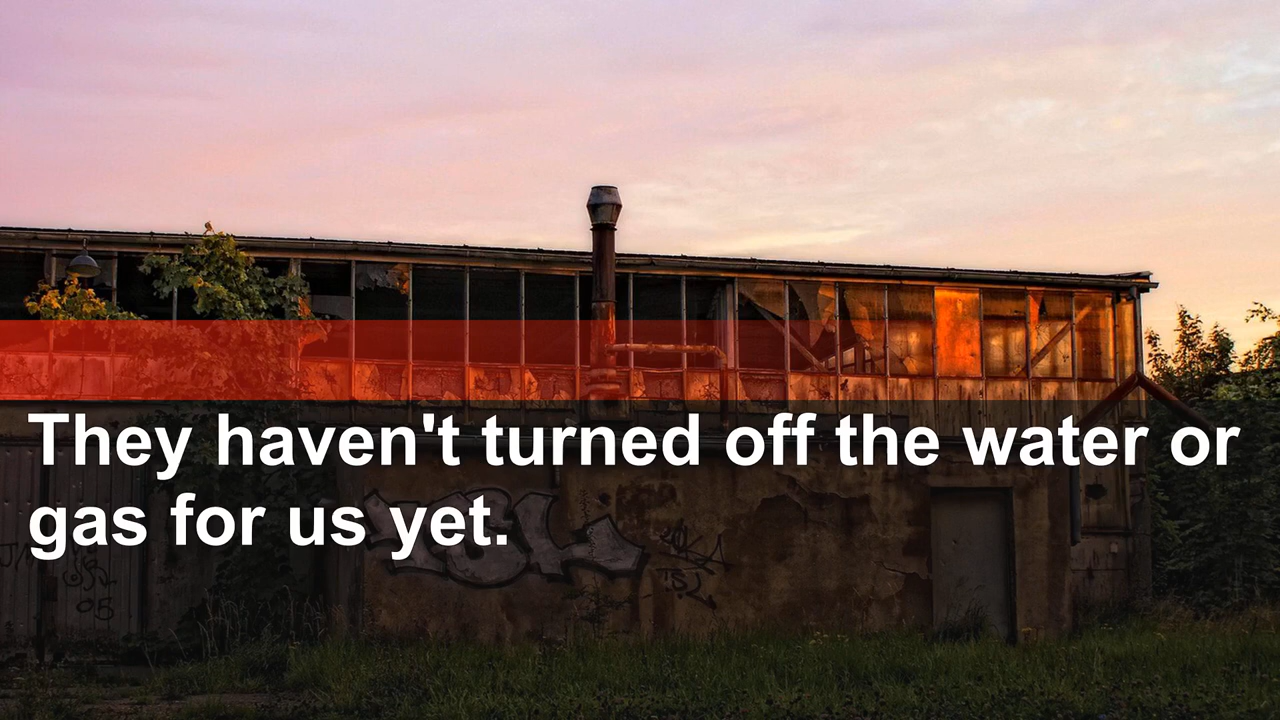 They haven't turned off the water or
gas for us yet.